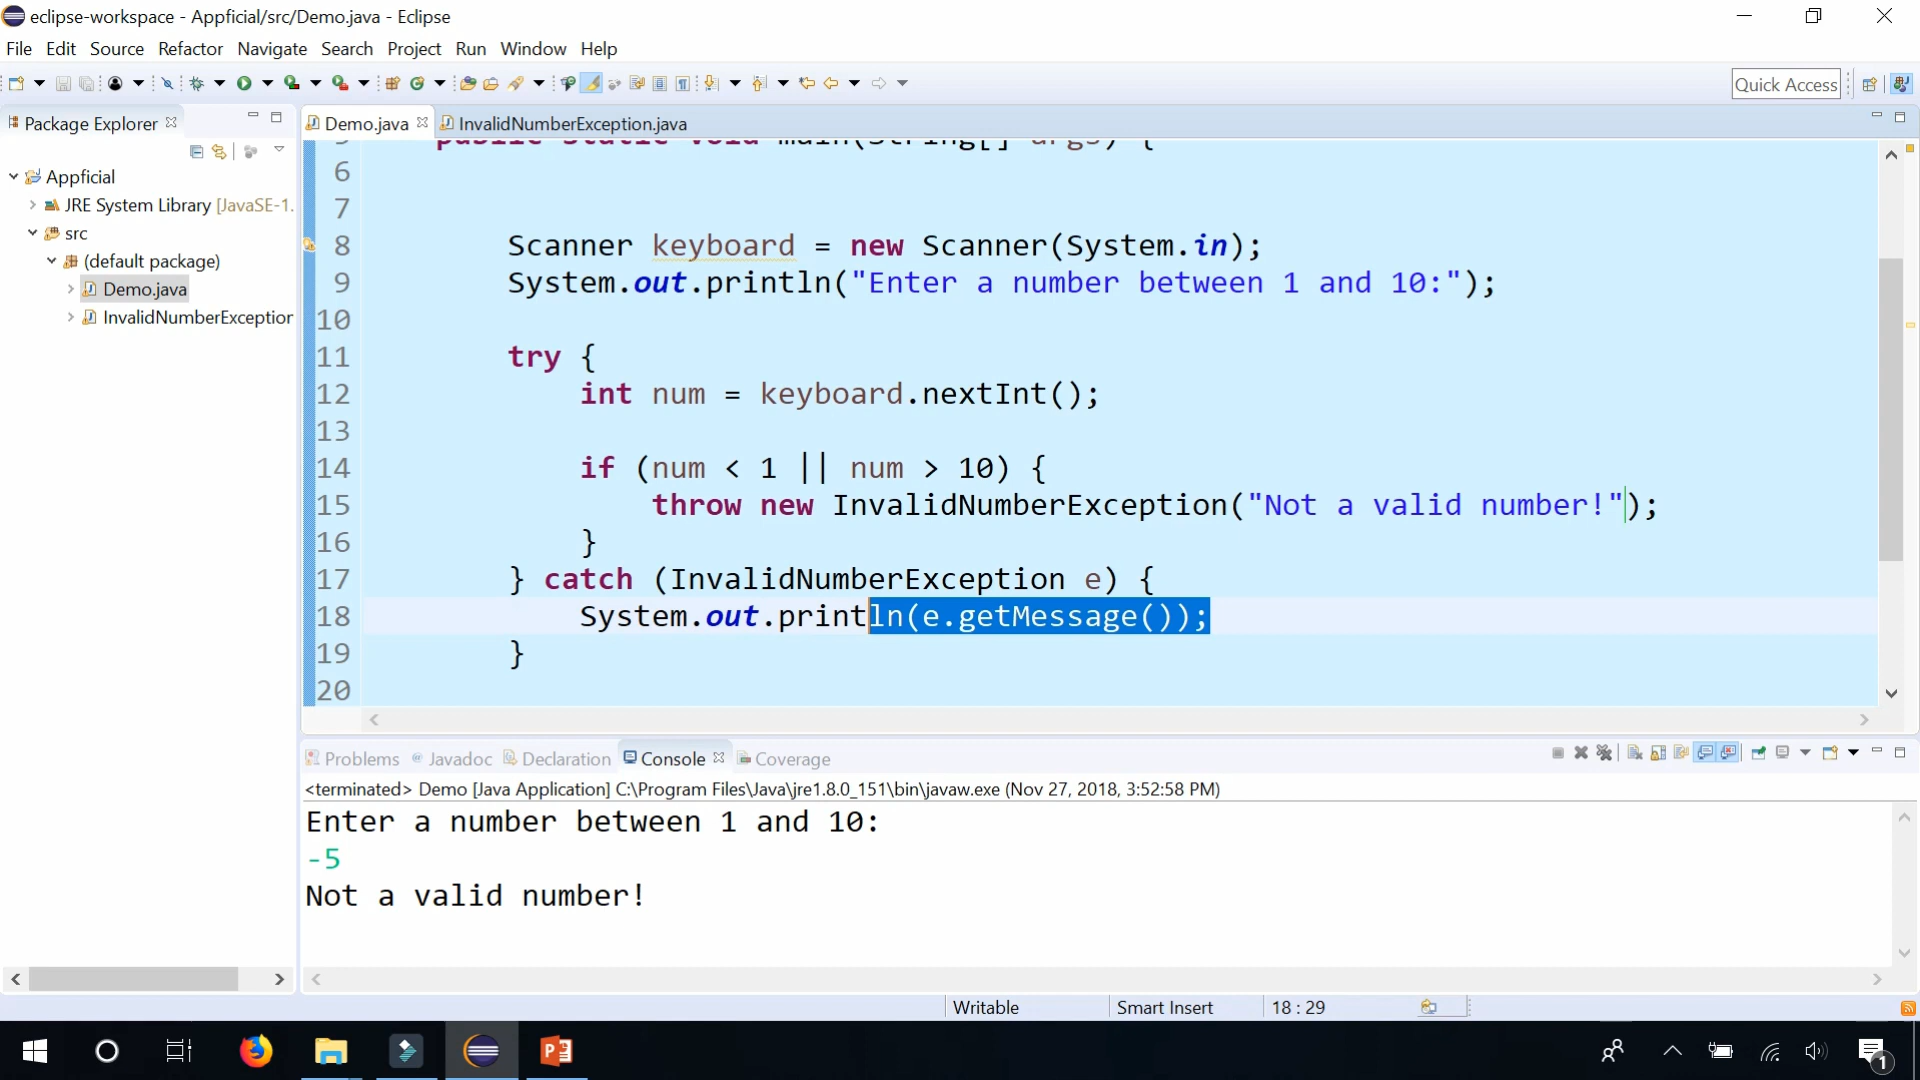 eclipse-workspace - Appficial/src/Demo.java - Eclipse
File Edit Source Refactor Navigate Search Project Run Window Help
Quick Access
Package Explorer
Demo.java InvalidNumberException.java
Appficial
JRE System Library [JavaSE-1.
src
(default package)
Demo.java
InvalidNumberException
5 public static void main(String[] args) {
6
7
8 Scanner keyboard = new Scanner(System.in);
9 System.out.println("Enter a number between 1 and 10:");
10
11 try {
12 int num = keyboard.nextInt();
13
14 if (num < 1 || num > 10) {
15 throw new InvalidNumberException("Not a valid number!");
16 }
17 } catch (InvalidNumberException e) {
18 System.out.println(e.getMessage());
19 }
20
Problems Javadoc Declaration Console Coverage
<terminated> Demo [Java Application] C:\Program Files\Java\jre1.8.0_151\bin\javaw.exe (Nov 27, 2018, 3:52:58 PM)
Enter a number between 1 and 10:
-5
Not a valid number!
Writable Smart Insert 18 : 29
1